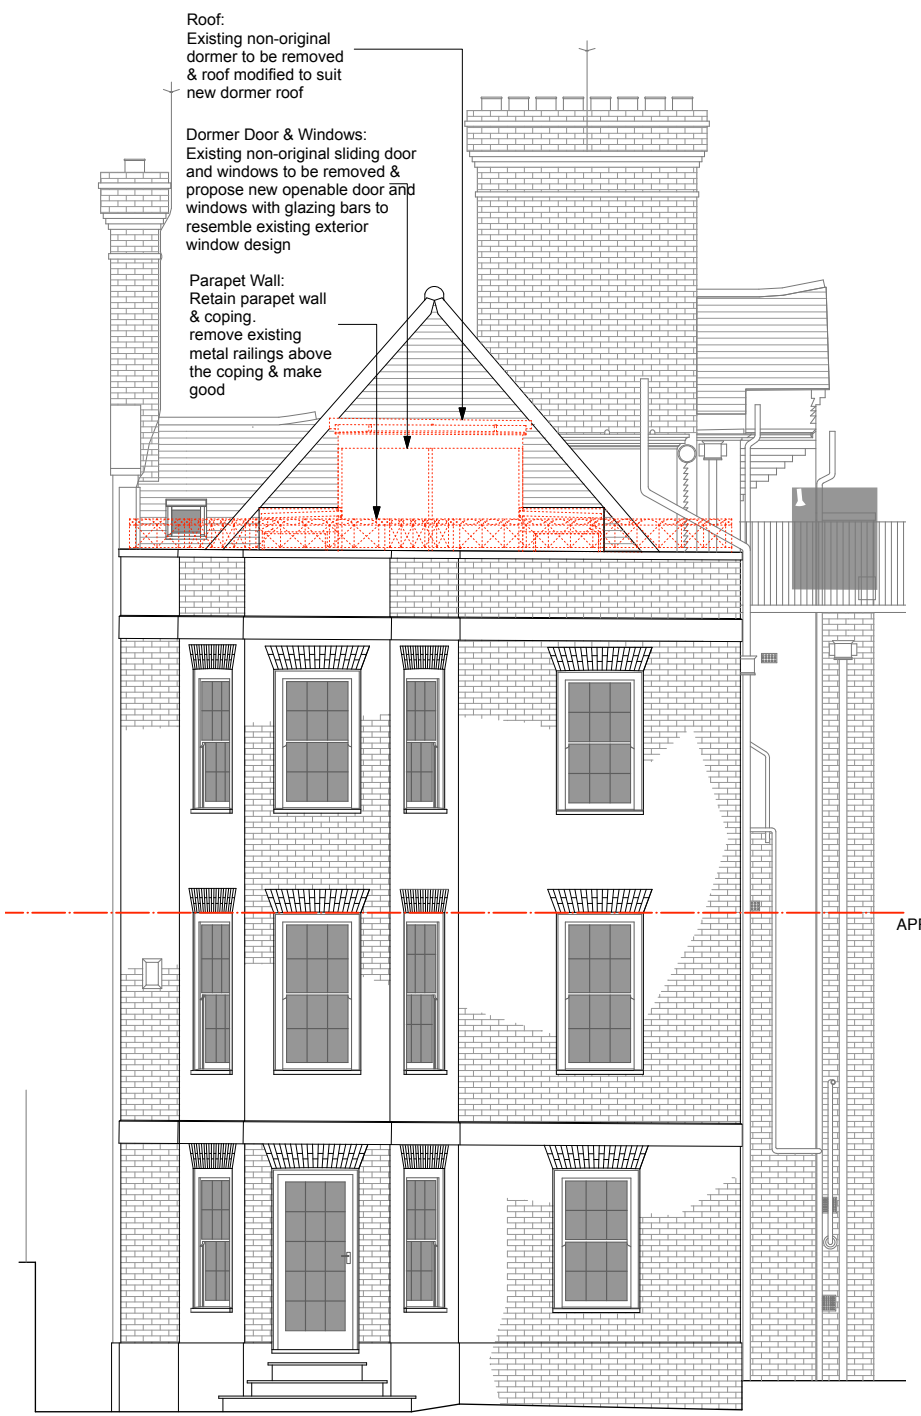 Roof:
Existing non-original
dormer to be removed
& roof modified to suit
new dormer roof
Dormer Door & Windows:
Existing non-original sliding door
and windows to be removed &
propose new openable door and
windows with glazing bars to
resemble existing exterior
window design
Parapet Wall:
Retain parapet wall
& coping.
remove existing
metal railings above
the coping & make
good